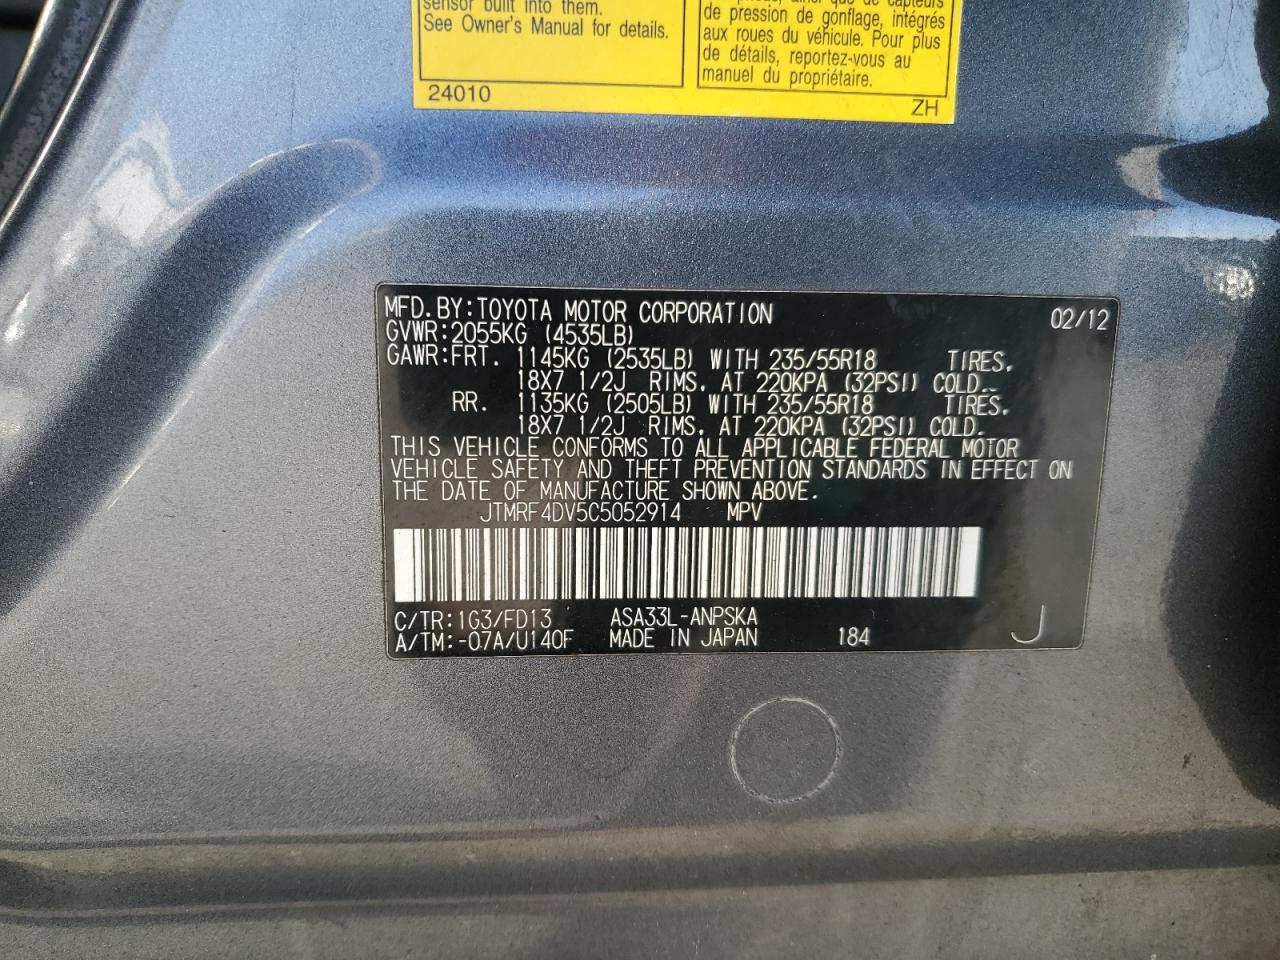 sensor built into them.
See Owner's Manual for details.
24010
de pression de gonflage, intégrés
aux roues du véhicule. Pour plus
de détails, reportez-vous au
manuel du propriétaire.
ZH
MFD.BY:TOYOTA MOTOR CORPORATION 02/12
GVWR:2055KG (4535LB)
GAWR:FRT. 1145KG (2535LB) WITH 235/55R18 TIRES.
18X7 1/2J RIMS. AT 220KPA (32PSI) COLD.
RR. 1135KG (2505LB) WITH 235/55R18 TIRES.
18X7 1/2J RIMS. AT 220KPA (32PSI) COLD.
THIS VEHICLE CONFORMS TO ALL APPLICABLE FEDERAL MOTOR
VEHICLE SAFETY AND THEFT PREVENTION STANDARDS IN EFFECT ON
THE DATE OF MANUFACTURE SHOWN ABOVE.
JTMRF4DV5C5052914 MPV
C/TR:1G3/FD13 ASA33L-ANPSKA
A/TM:-07A/U140F MADE IN JAPAN 184 J